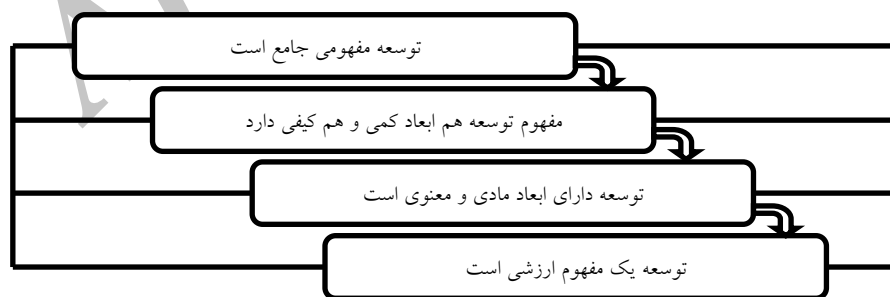 توسعه مفهومی جامع است
مفهوم توسعه هم ابعاد کمی و هم کیفی دارد
توسعه دارای ابعاد مادی و معنوی است
توسعه یک مفهوم ارزشی است